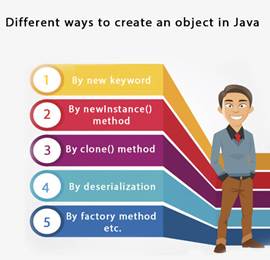 Different ways to create an object in Java
1
By new keyword
2
By newInstance()
method
3
By clone() method
4
By deserialization
5
By factory method
etc.